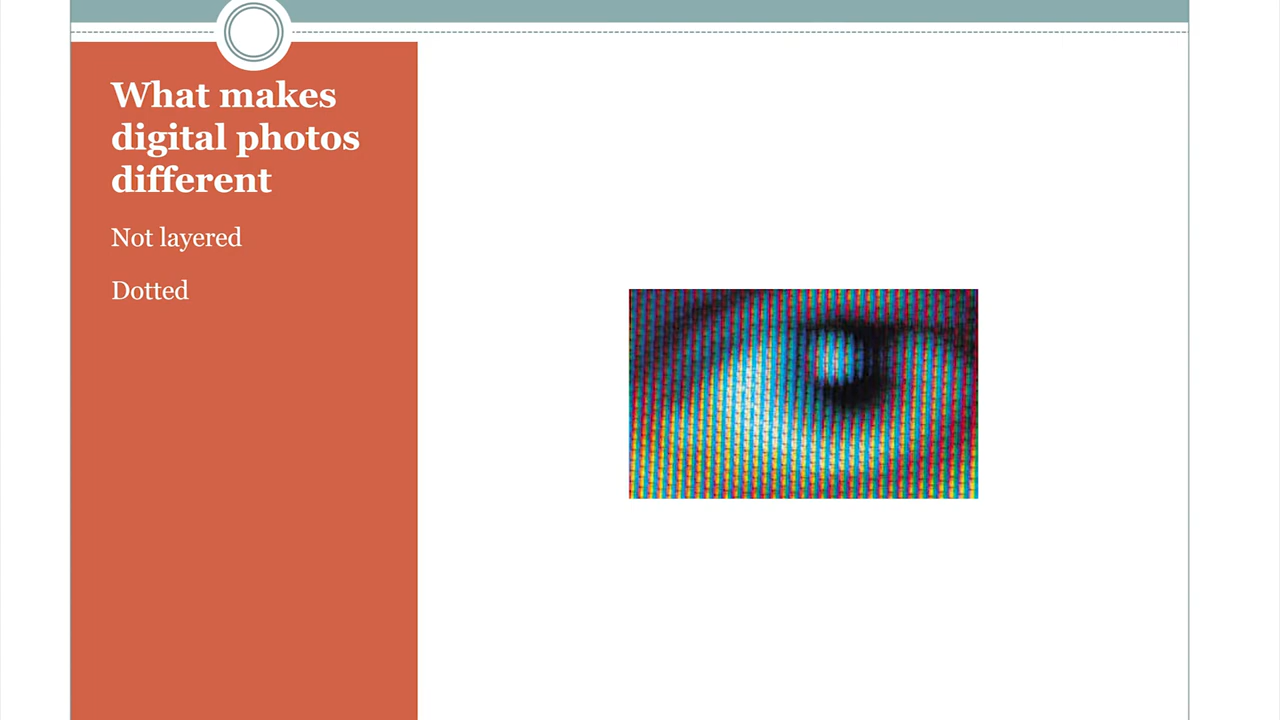 What makes
digital photos
different
Not layered
Dotted